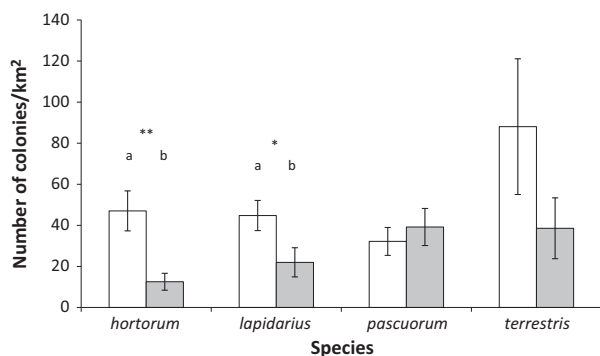 140
120
100
80
60
40
20
0
Number of colonies/km²
** *
a b a b
hortorum lapidarius pascuorum terrestris
Species